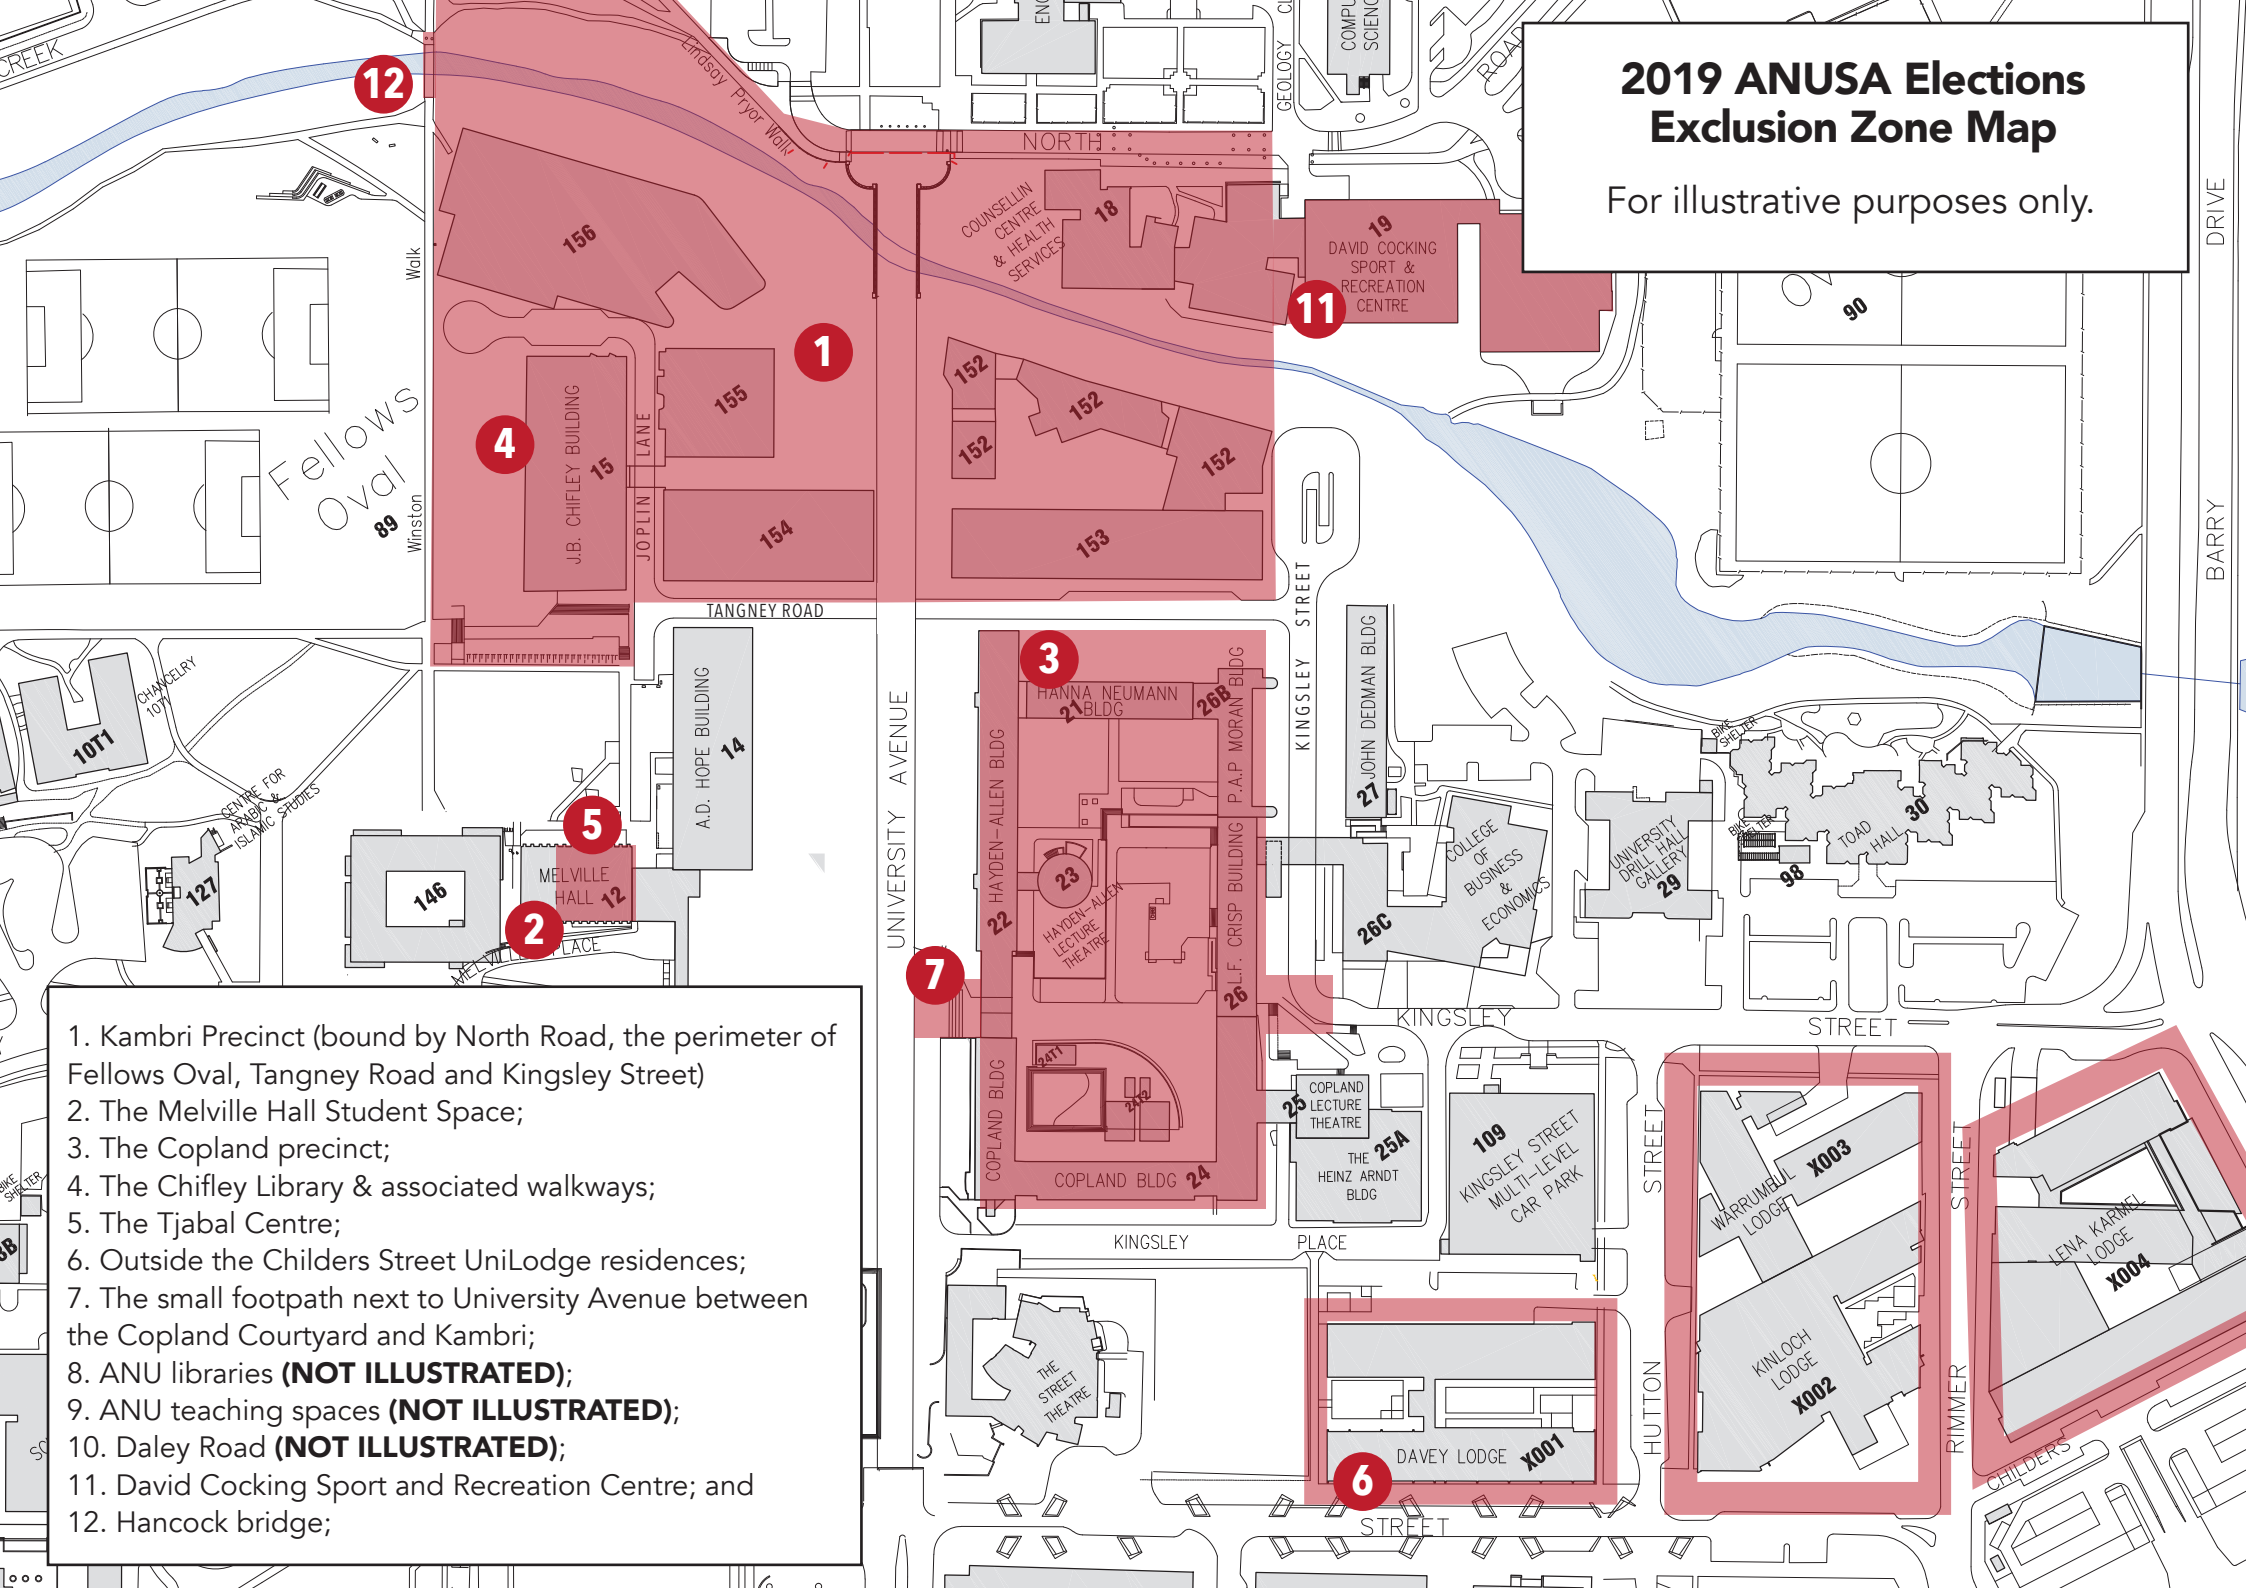 2019 ANUSA Elections
Exclusion Zone Map
For illustrative purposes only.
CREEK
12
Lindsay Pryor Walk
NORTH
GEOLOGY
COMPU
SCIENC
ENG
ROAD
DRIVE
BARRY
156
COUNSELLIN
CENTRE
& HEALTH
SERVICES
18
19
DAVID COCKING
SPORT &
RECREATION
CENTRE
11
90
Walk
Winston
Fellows
Oval
89
1
155
4
J.B. CHIFLEY BUILDING
15
JOPLIN LANE
154
152
152
152
152
153
TANGNEY ROAD
KINGSLEY STREET
CHANCELRY
10T1
10T1
CENTRE FOR
ARABIC &
ISLAMIC STUDIES
127
146
A.D. HOPE BUILDING
14
5
MELVILLE
HALL
12
2
MELVILLE PLACE
UNIVERSITY AVENUE
3
HANNA NEUMANN
BLDG
21
26B
P.A.P MORAN BLDG
HAYDEN-ALLEN BLDG
22
23
HAYDEN-ALLEN
LECTURE
THEATRE
L.F. CRISP BUILDING
26
7
JOHN DEDMAN BLDG
27
26C
COLLEGE
OF
BUSINESS
&
ECONOMICS
UNIVERSITY
DRILL HALL
GALLERY
29
BIKE
SHELTER
BIKE
SHELTER
TOAD
HALL
30
98
KINGSLEY
STREET
COPLAND BLDG
24T1
24T2
COPLAND BLDG
24
25
COPLAND
LECTURE
THEATRE
25A
THE
HEINZ ARNDT
BLDG
109
KINGSLEY STREET
MULTI-LEVEL
CAR PARK
KINGSLEY PLACE
HUTTON STREET
WARRUMBUL
LODGE
X003
KINLOCH
LODGE
X002
RIMMER STREET
LENA KARMEL
LODGE
X004
CHILDERS
THE
STREET
THEATRE
DAVEY LODGE
X001
6
STREET
BIKE
SHELTER
1. Kambri Precinct (bound by North Road, the perimeter of
Fellows Oval, Tangney Road and Kingsley Street)
2. The Melville Hall Student Space;
3. The Copland precinct;
4. The Chifley Library & associated walkways;
5. The Tjabal Centre;
6. Outside the Childers Street UniLodge residences;
7. The small footpath next to University Avenue between
the Copland Courtyard and Kambri;
8. ANU libraries (NOT ILLUSTRATED);
9. ANU teaching spaces (NOT ILLUSTRATED);
10. Daley Road (NOT ILLUSTRATED);
11. David Cocking Sport and Recreation Centre; and
12. Hancock bridge;